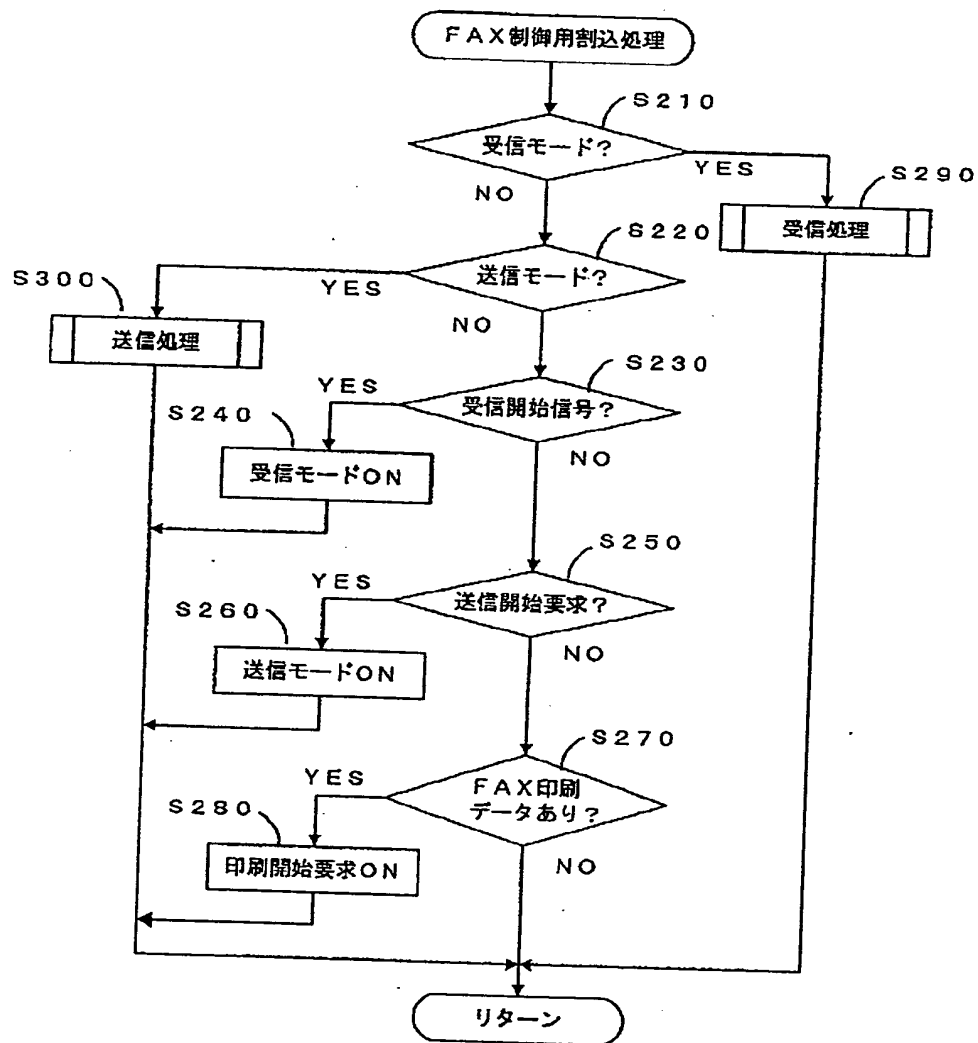 FAX制御用割込処理
S210
受信モード?
YES
NO
S290
受信処理
S220
送信モード?
YES
NO
S300
送信処理
S230
受信開始信号?
YES
NO
S240
受信モードON
S250
送信開始要求?
YES
NO
S260
送信モードON
S270
FAX印刷
データあり?
YES
NO
S280
印刷開始要求ON
リターン